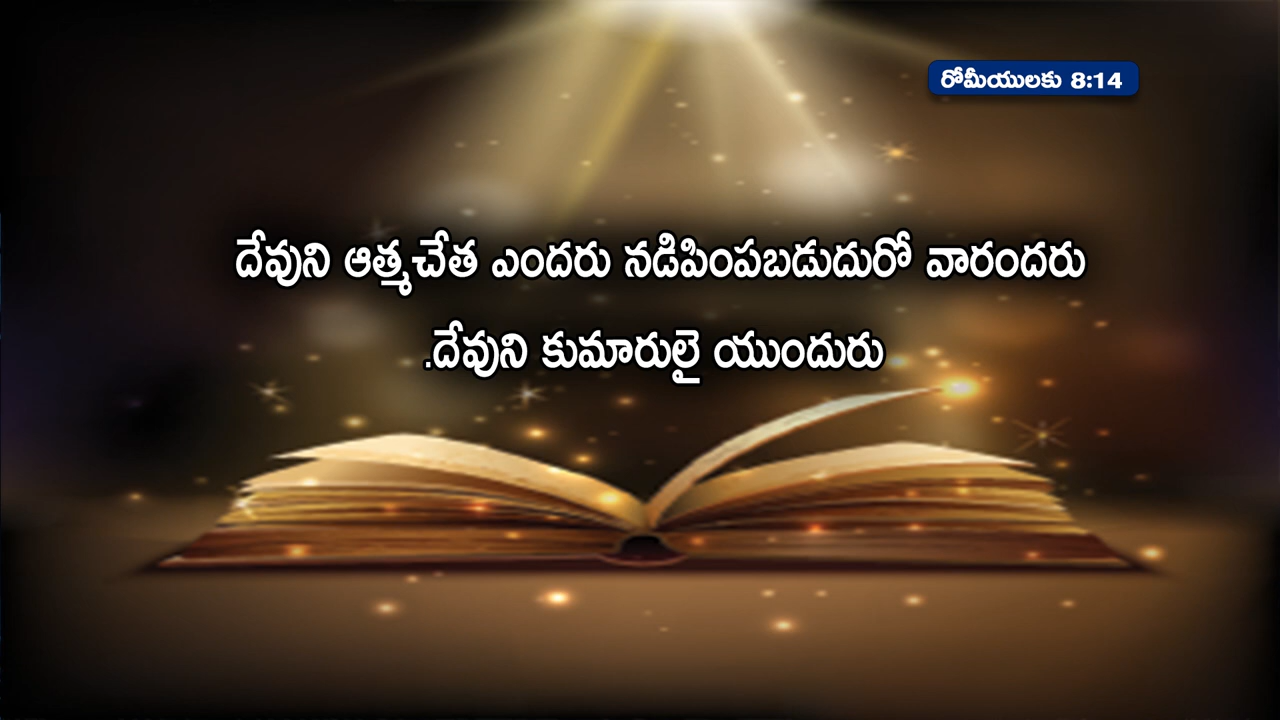 రోమీయులకు 8:14
దేవుని ఆత్మచేత ఎందరు నడిపింపబడుదురో వారందరు
.దేవుని కుమారులై యుందురు